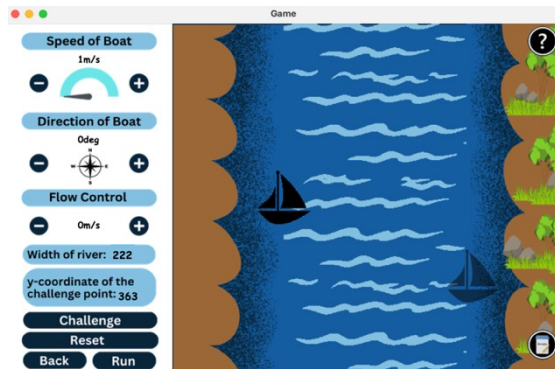 Game
Speed of Boat
1m/s
−
+
Direction of Boat
0deg
N
−
W
E
+
S
Flow Control
−
0m/s
+
Width of river: 222
y-coordinate of the
challenge point: 363
Challenge
Reset
Back
Run
?